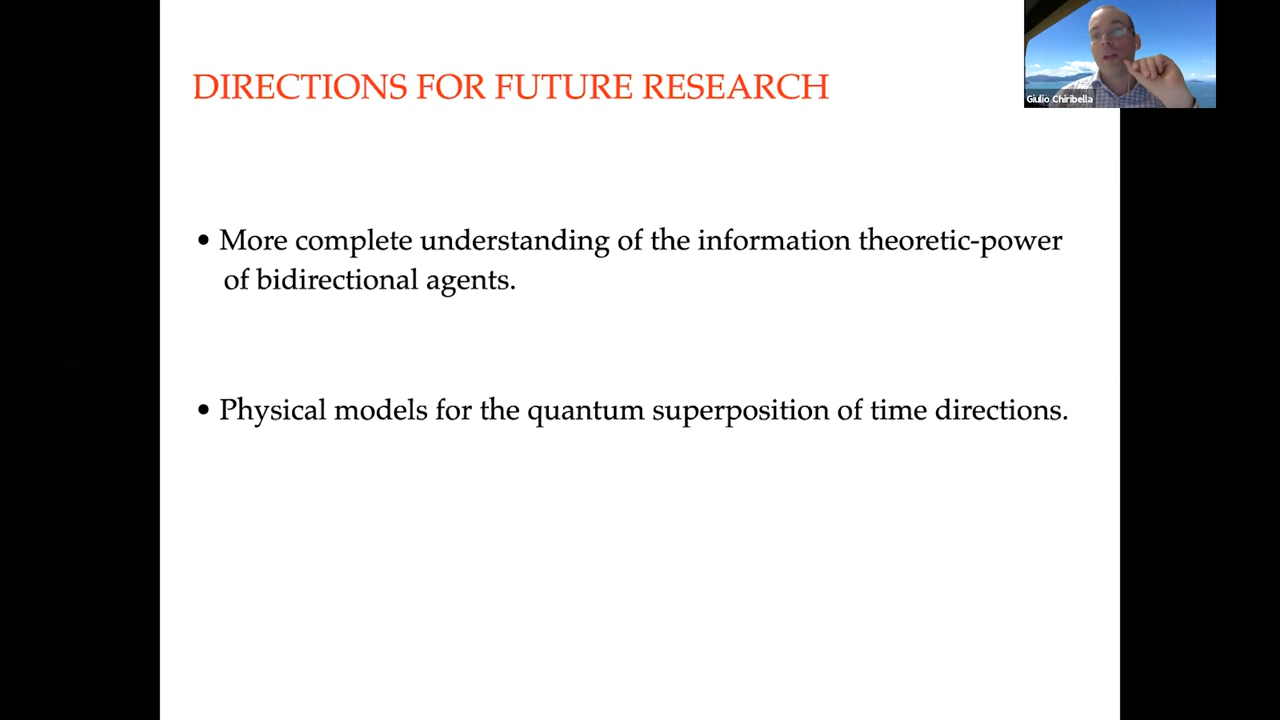 DIRECTIONS FOR FUTURE RESEARCH
Giulio Chiribella
• More complete understanding of the information theoretic-power
of bidirectional agents.
• Physical models for the quantum superposition of time directions.